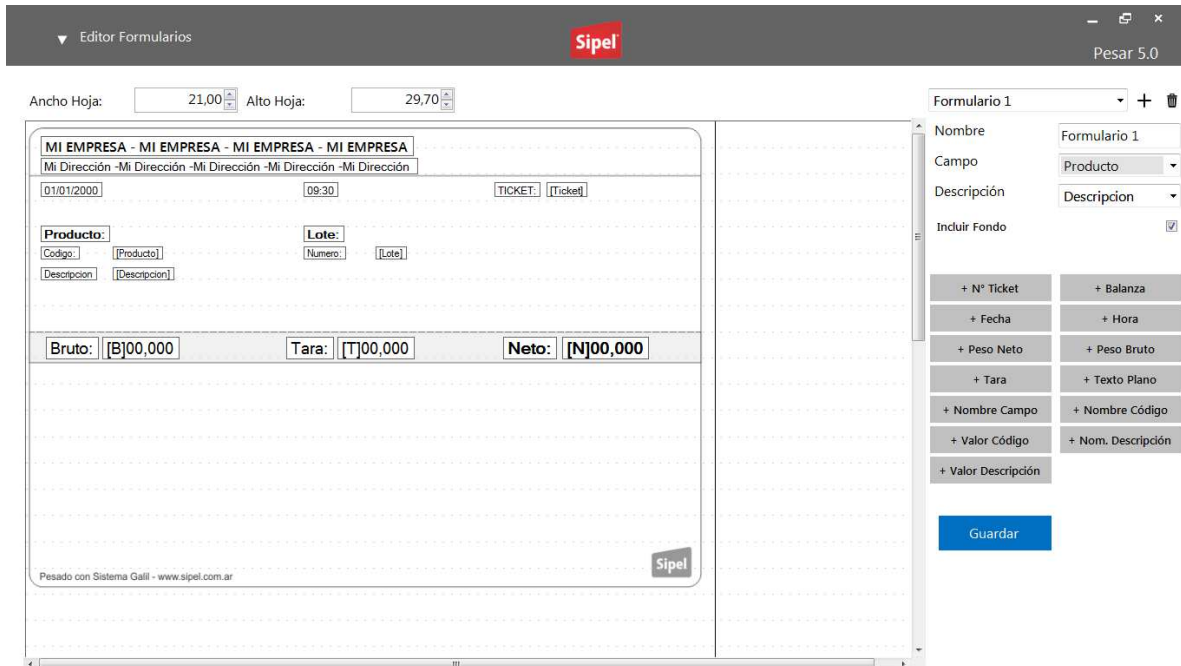 Editor Formularios
Sipel
Pesar 5.0
Ancho Hoja: 21,00 Alto Hoja: 29,70
Formulario 1
Nombre Formulario 1
Campo Producto
Descripción Descripcion
Incluir Fondo
MI EMPRESA - MI EMPRESA - MI EMPRESA - MI EMPRESA
Mi Dirección -Mi Dirección -Mi Dirección -Mi Dirección -Mi Dirección
01/01/2000 09:30 TICKET: [Ticket]
Producto: Lote:
Codigo: [Producto] Numero: [Lote]
Descripcion [Descripcion]
Bruto: [B]00,000 Tara: [T]00,000 Neto: [N]00,000
Sipel
Pesado con Sistema Galil - www.sipel.com.ar
+ N° Ticket + Balanza
+ Fecha + Hora
+ Peso Neto + Peso Bruto
+ Tara + Texto Plano
+ Nombre Campo + Nombre Código
+ Valor Código + Nom. Descripción
+ Valor Descripción
Guardar